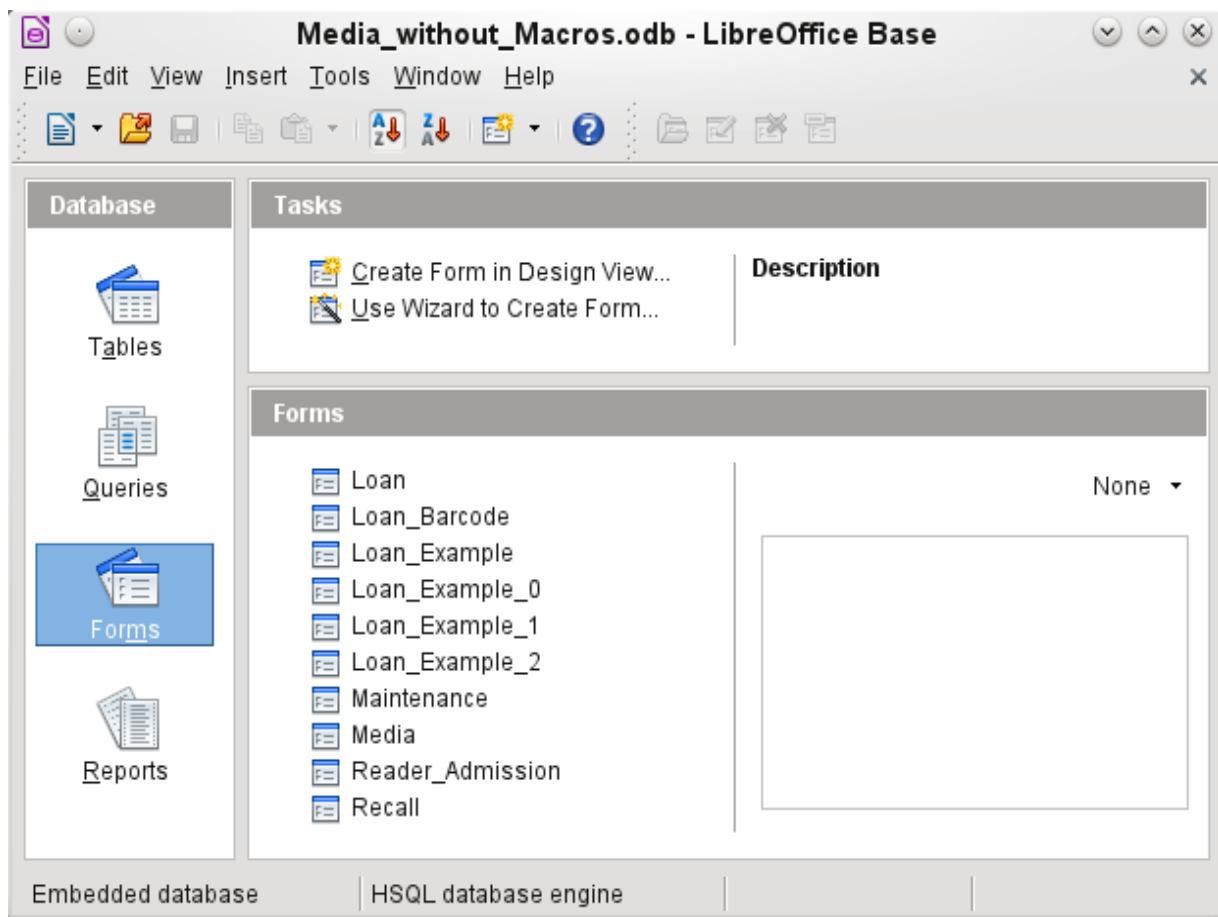 Media_without_Macros.odb - LibreOffice Base
File Edit View Insert Tools Window Help
Database
Tables
Queries
Forms
Reports
Tasks
Create Form in Design View...
Use Wizard to Create Form...
Description
Forms
Loan
Loan_Barcode
Loan_Example
Loan_Example_0
Loan_Example_1
Loan_Example_2
Maintenance
Media
Reader_Admission
Recall
None
Embedded database
HSQL database engine